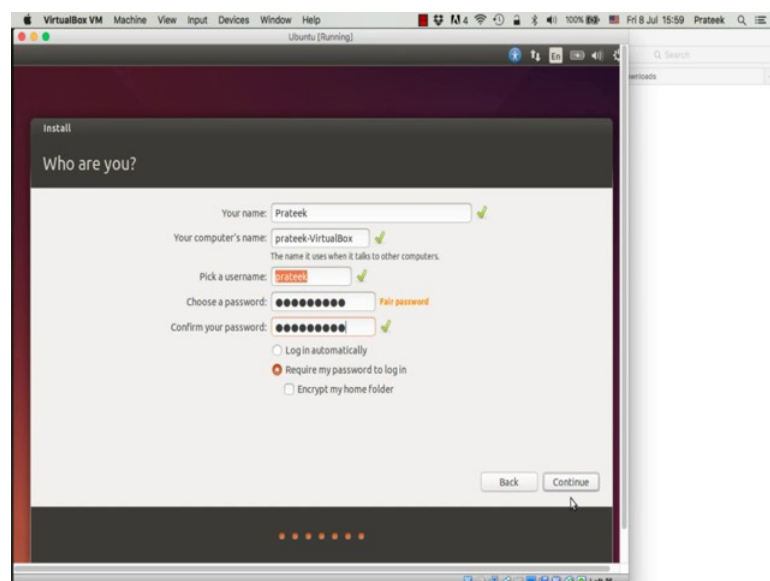 VirtualBox VM Machine View Input Devices Window Help 4 100% Fri 8 Jul 15:59 Prateek
Ubuntu [Running]
En
Search
Install
Who are you?
Your name: Prateek
Your computer's name: prateek-VirtualBox
The name it uses when it talks to other computers.
Pick a username: prateek
Choose a password: ●●●●●●●●● Fair password
Confirm your password: ●●●●●●●●●
Log in automatically
Require my password to log in
Encrypt my home folder
Back Continue